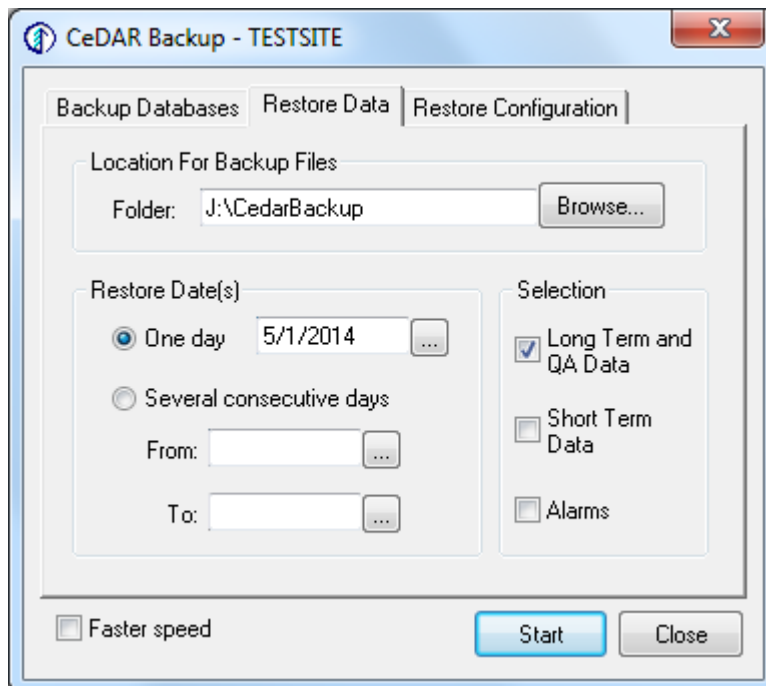 CeDAR Backup - TESTSITE
X
Backup Databases
Restore Data
Restore Configuration
Location For Backup Files
Folder:
J:\CedarBackup
Browse...
Restore Date(s)
One day
5/1/2014
...
Several consecutive days
From:
...
To:
...
Selection
Long Term and
QA Data
Short Term
Data
Alarms
Faster speed
Start
Close